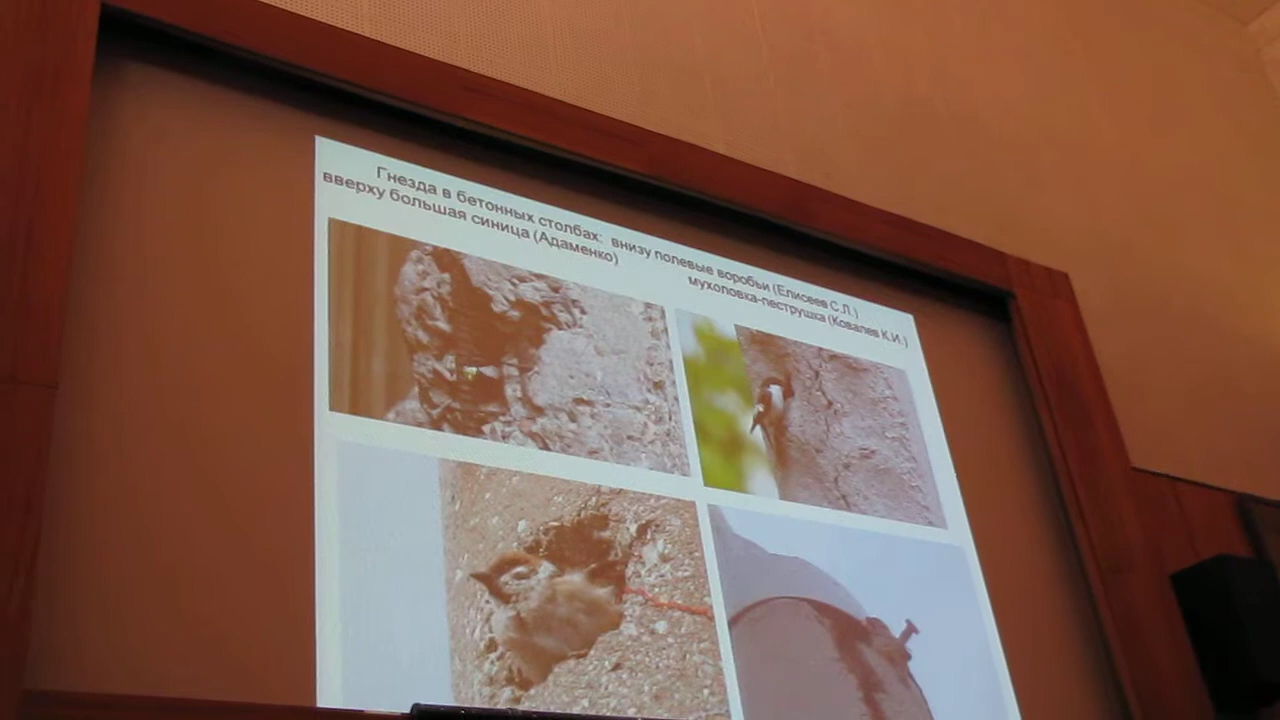 Гнезда в бетонных столбах: внизу полевые воробьи (Елисеев С.Л.)
вверху большая синица (Адаменко) мухоловка-пеструшка (Ковалев К.И.)